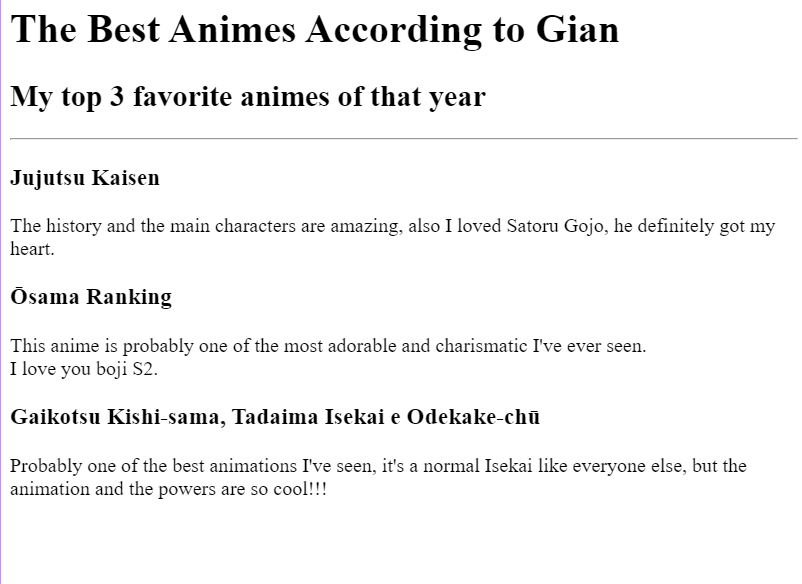 The Best Animes According to Gian
My top 3 favorite animes of that year
Jujutsu Kaisen
The history and the main characters are amazing, also I loved Satoru Gojo, he definitely got my
heart.
Ōsama Ranking
This anime is probably one of the most adorable and charismatic I've ever seen.
I love you boji S2.
Gaikotsu Kishi-sama, Tadaima Isekai e Odekake-chū
Probably one of the best animations I've seen, it's a normal Isekai like everyone else, but the
animation and the powers are so cool!!!